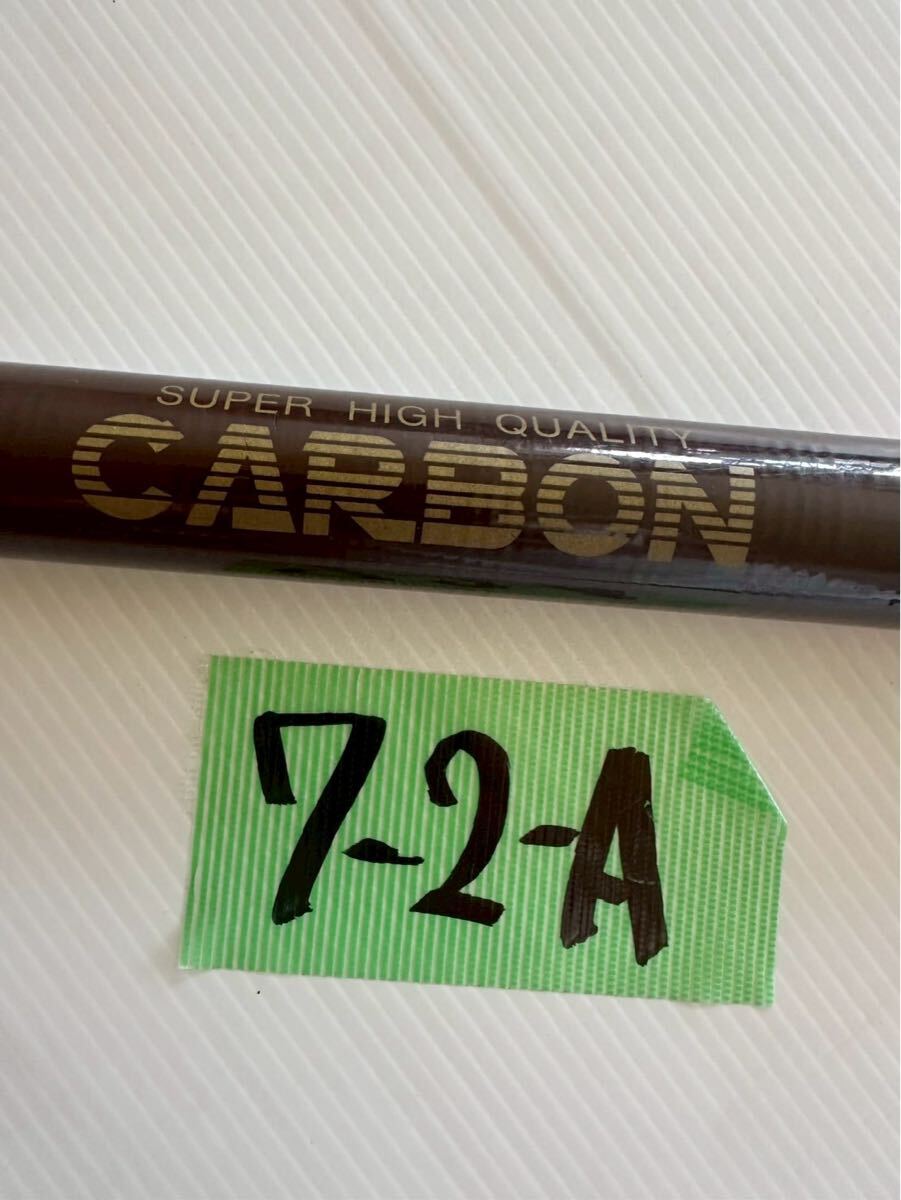 SUPER HIGH QUALITY
CARBON
7-2-A